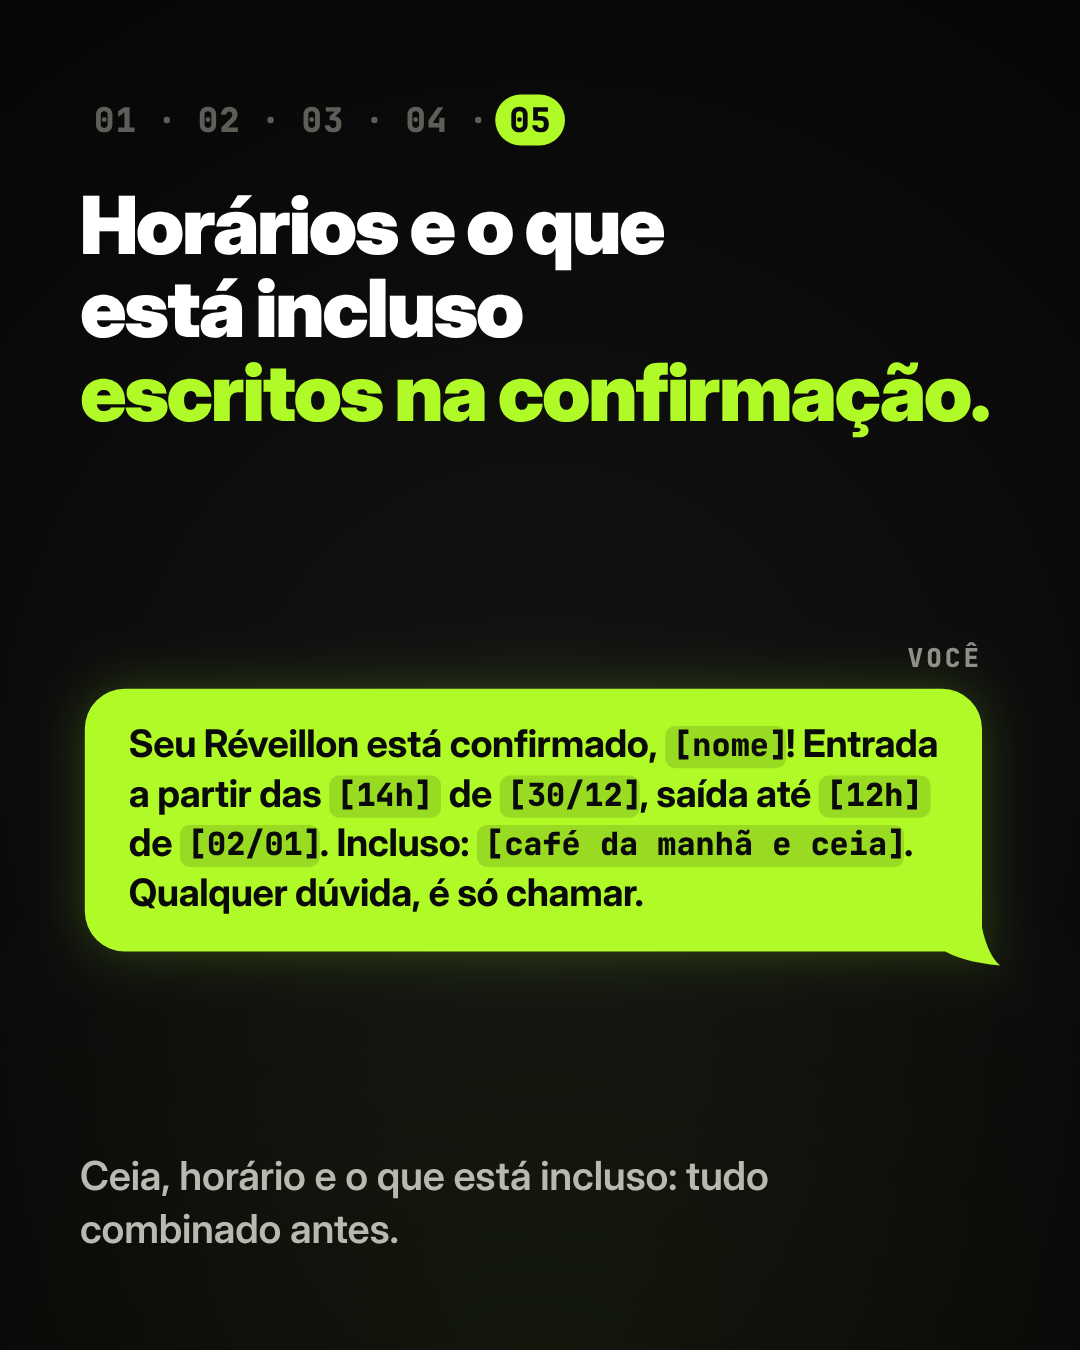 01 · 02 · 03 · 04 · 05
Horários e o que
está incluso
escritos na confirmação.
VOCÊ
Seu Réveillon está confirmado, [nome]! Entrada
a partir das [14h] de [30/12], saída até [12h]
de [02/01]. Incluso: [café da manhã e ceia].
Qualquer dúvida, é só chamar.
Ceia, horário e o que está incluso: tudo
combinado antes.